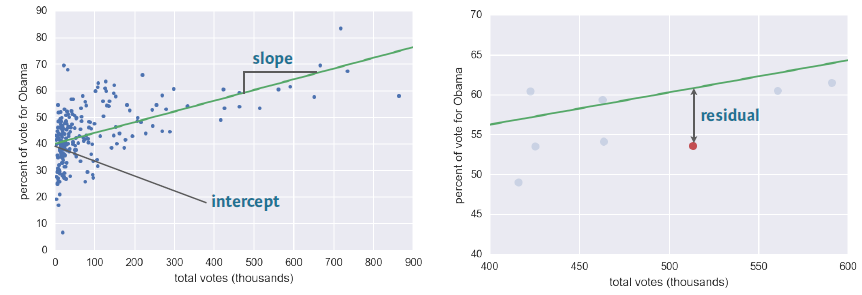 90
80
70
60
50
40
30
20
10
0
percent of vote for Obama
slope
intercept
0 100 200 300 400 500 600 700 800 900
total votes (thousands)
70
65
60
55
50
45
40
percent of vote for Obama
residual
400 450 500 550 600
total votes (thousands)